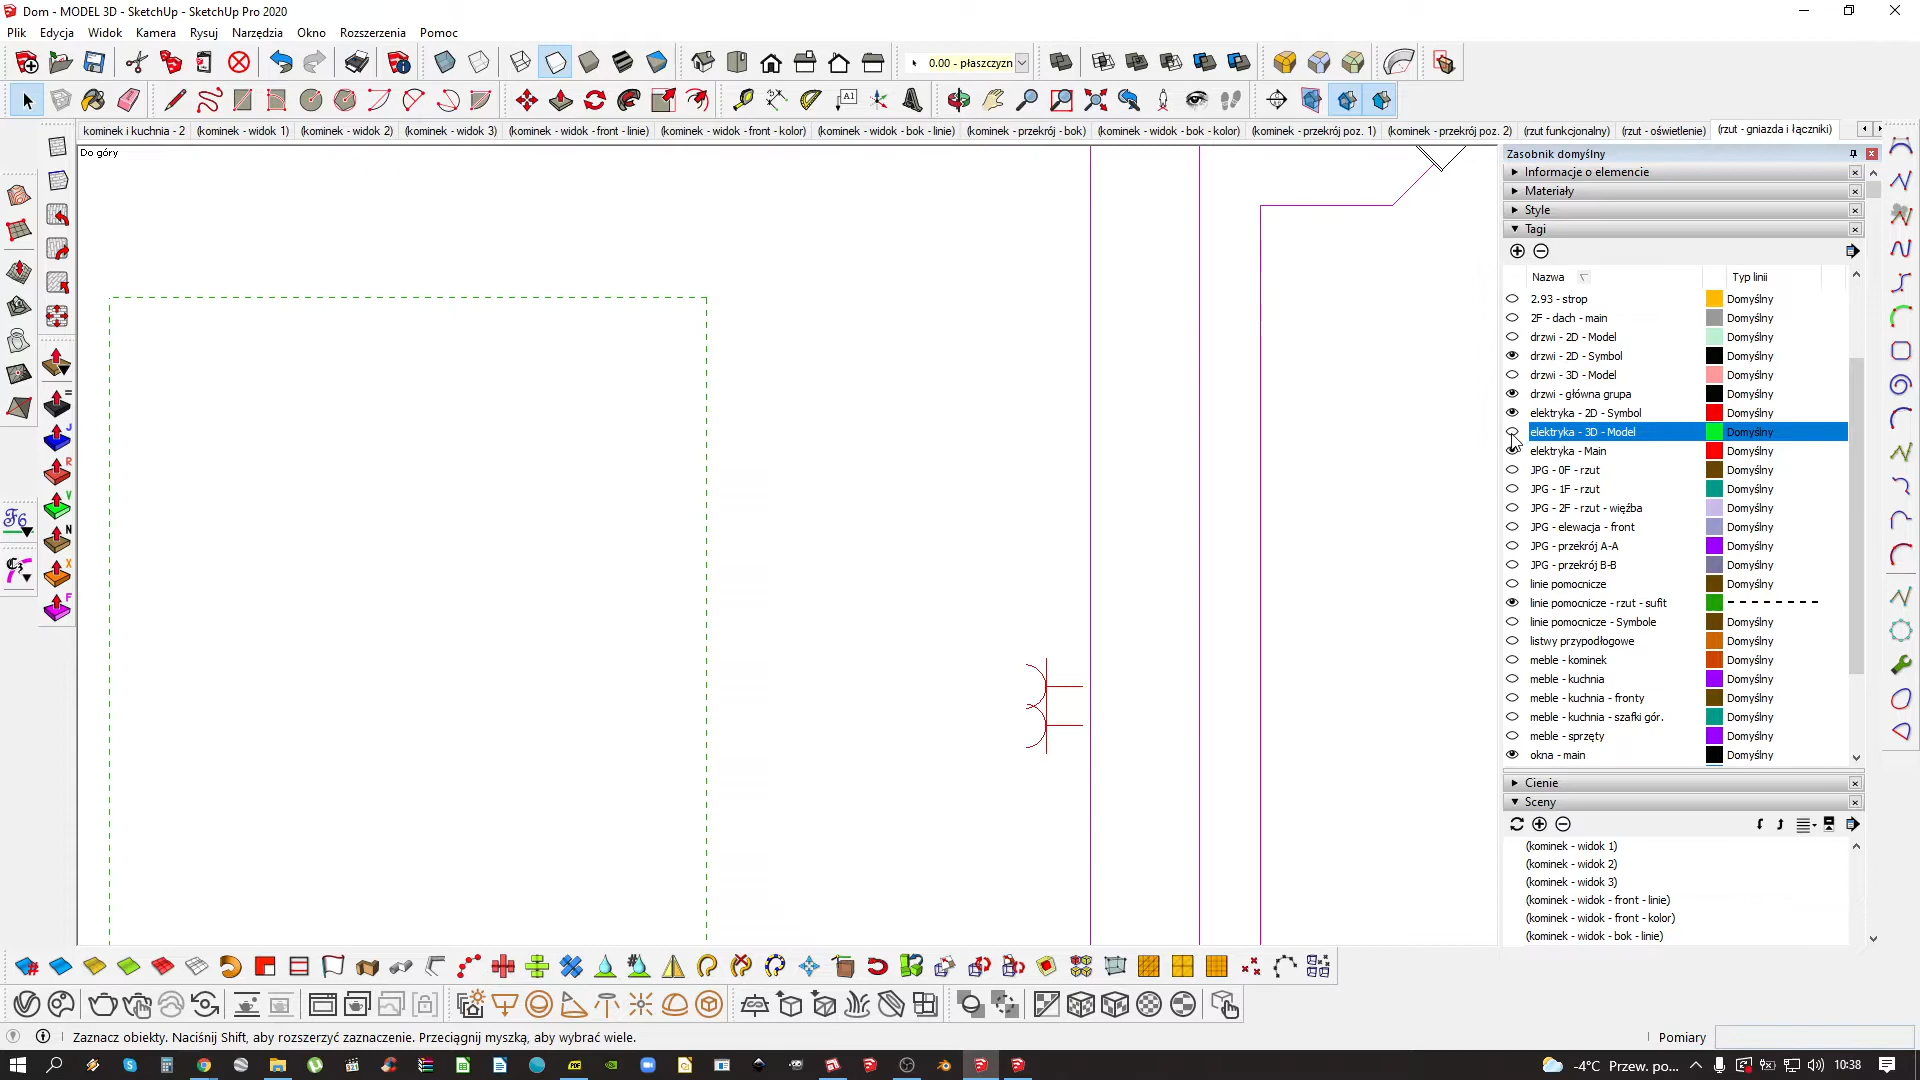 Dom - MODEL 3D - SketchUp - SketchUp Pro 2020
Plik Edycja Widok Kamera Rysuj Narzędzia Okno Rozszerzenia Pomoc
0.00 - płaszczyzn
A1
kominek i kuchnia - 2 (kominek - widok 1) (kominek - widok 2) (kominek - widok 3) (kominek - widok - front - linie) (kominek - widok - front - kolor) (kominek - widok - bok - linie) (kominek - przekrój - bok) (kominek - widok - bok - kolor) (kominek - przekrój poz. 1) (kominek - przekrój poz. 2) (rzut funkcjonalny) (rzut - oświetlenie) (rzut - gniazda i łączniki)
Do góry
Zasobnik domyślny
Informacje o elemencie
Materiały
Style
Tagi
Nazwa Typ linii
2.93 - strop Domyślny
2F - dach - main Domyślny
drzwi - 2D - Model Domyślny
drzwi - 2D - Symbol Domyślny
drzwi - 3D - Model Domyślny
drzwi - główna grupa Domyślny
elektryka - 2D - Symbol Domyślny
elektryka - 3D - Model Domyślny
elektryka - Main Domyślny
JPG - 0F - rzut Domyślny
JPG - 1F - rzut Domyślny
JPG - 2F - rzut - więźba Domyślny
JPG - elewacja - front Domyślny
JPG - przekrój A-A Domyślny
JPG - przekrój B-B Domyślny
linie pomocnicze Domyślny
linie pomocnicze - rzut - sufit
linie pomocnicze - Symbole Domyślny
listwy przypodłogowe Domyślny
meble - kominek Domyślny
meble - kuchnia Domyślny
meble - kuchnia - fronty Domyślny
meble - kuchnia - szafki gór. Domyślny
meble - sprzęty Domyślny
okna - main Domyślny
Cienie
Sceny
(kominek - widok 1)
(kominek - widok 2)
(kominek - widok 3)
(kominek - widok - front - linie)
(kominek - widok - front - kolor)
(kominek - widok - bok - linie)
Zaznacz obiekty. Naciśnij Shift, aby rozszerzyć zaznaczenie. Przeciągnij myszką, aby wybrać wiele.
Pomiary
-4°C Przew. po... 10:38